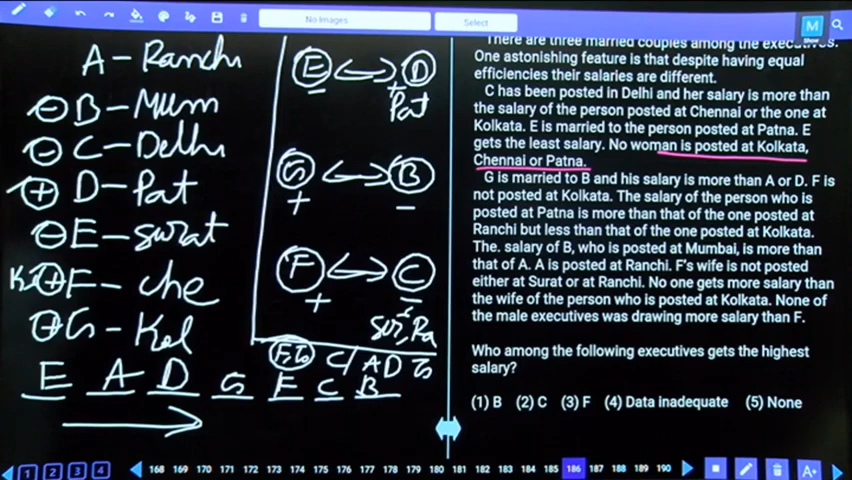 No Images
Select
M
Show
A - Ranchi
- B - Mum
- C - Delhi
+ D - Pat
- E - surat
+ F - che
+ G - Kol
E A D G F C B
E D
- + Pat
G B
+ -
F C
+ -
Sur, Ra
F, G C / A D G
There are three married couples among the executives.
One astonishing feature is that despite having equal
efficiencies their salaries are different.
C has been posted in Delhi and her salary is more than
the salary of the person posted at Chennai or the one at
Kolkata. E is married to the person posted at Patna. E
gets the least salary. No woman is posted at Kolkata,
Chennai or Patna.
G is married to B and his salary is more than A or D. F is
not posted at Kolkata. The salary of the person who is
posted at Patna is more than that of the one posted at
Ranchi but less than that of the one posted at Kolkata.
The. salary of B, who is posted at Mumbai, is more than
that of A. A is posted at Ranchi. F's wife is not posted
either at Surat or at Ranchi. No one gets more salary than
the wife of the person who is posted at Kolkata. None of
the male executives was drawing more salary than F.
Who among the following executives gets the highest
salary?
(1) B (2) C (3) F (4) Data inadequate (5) None
1 2 3 4
168 169 170 171 172 173 174 175 176 177 178 179 180 181 182 183 184 185 186 187 188 189 190
A+